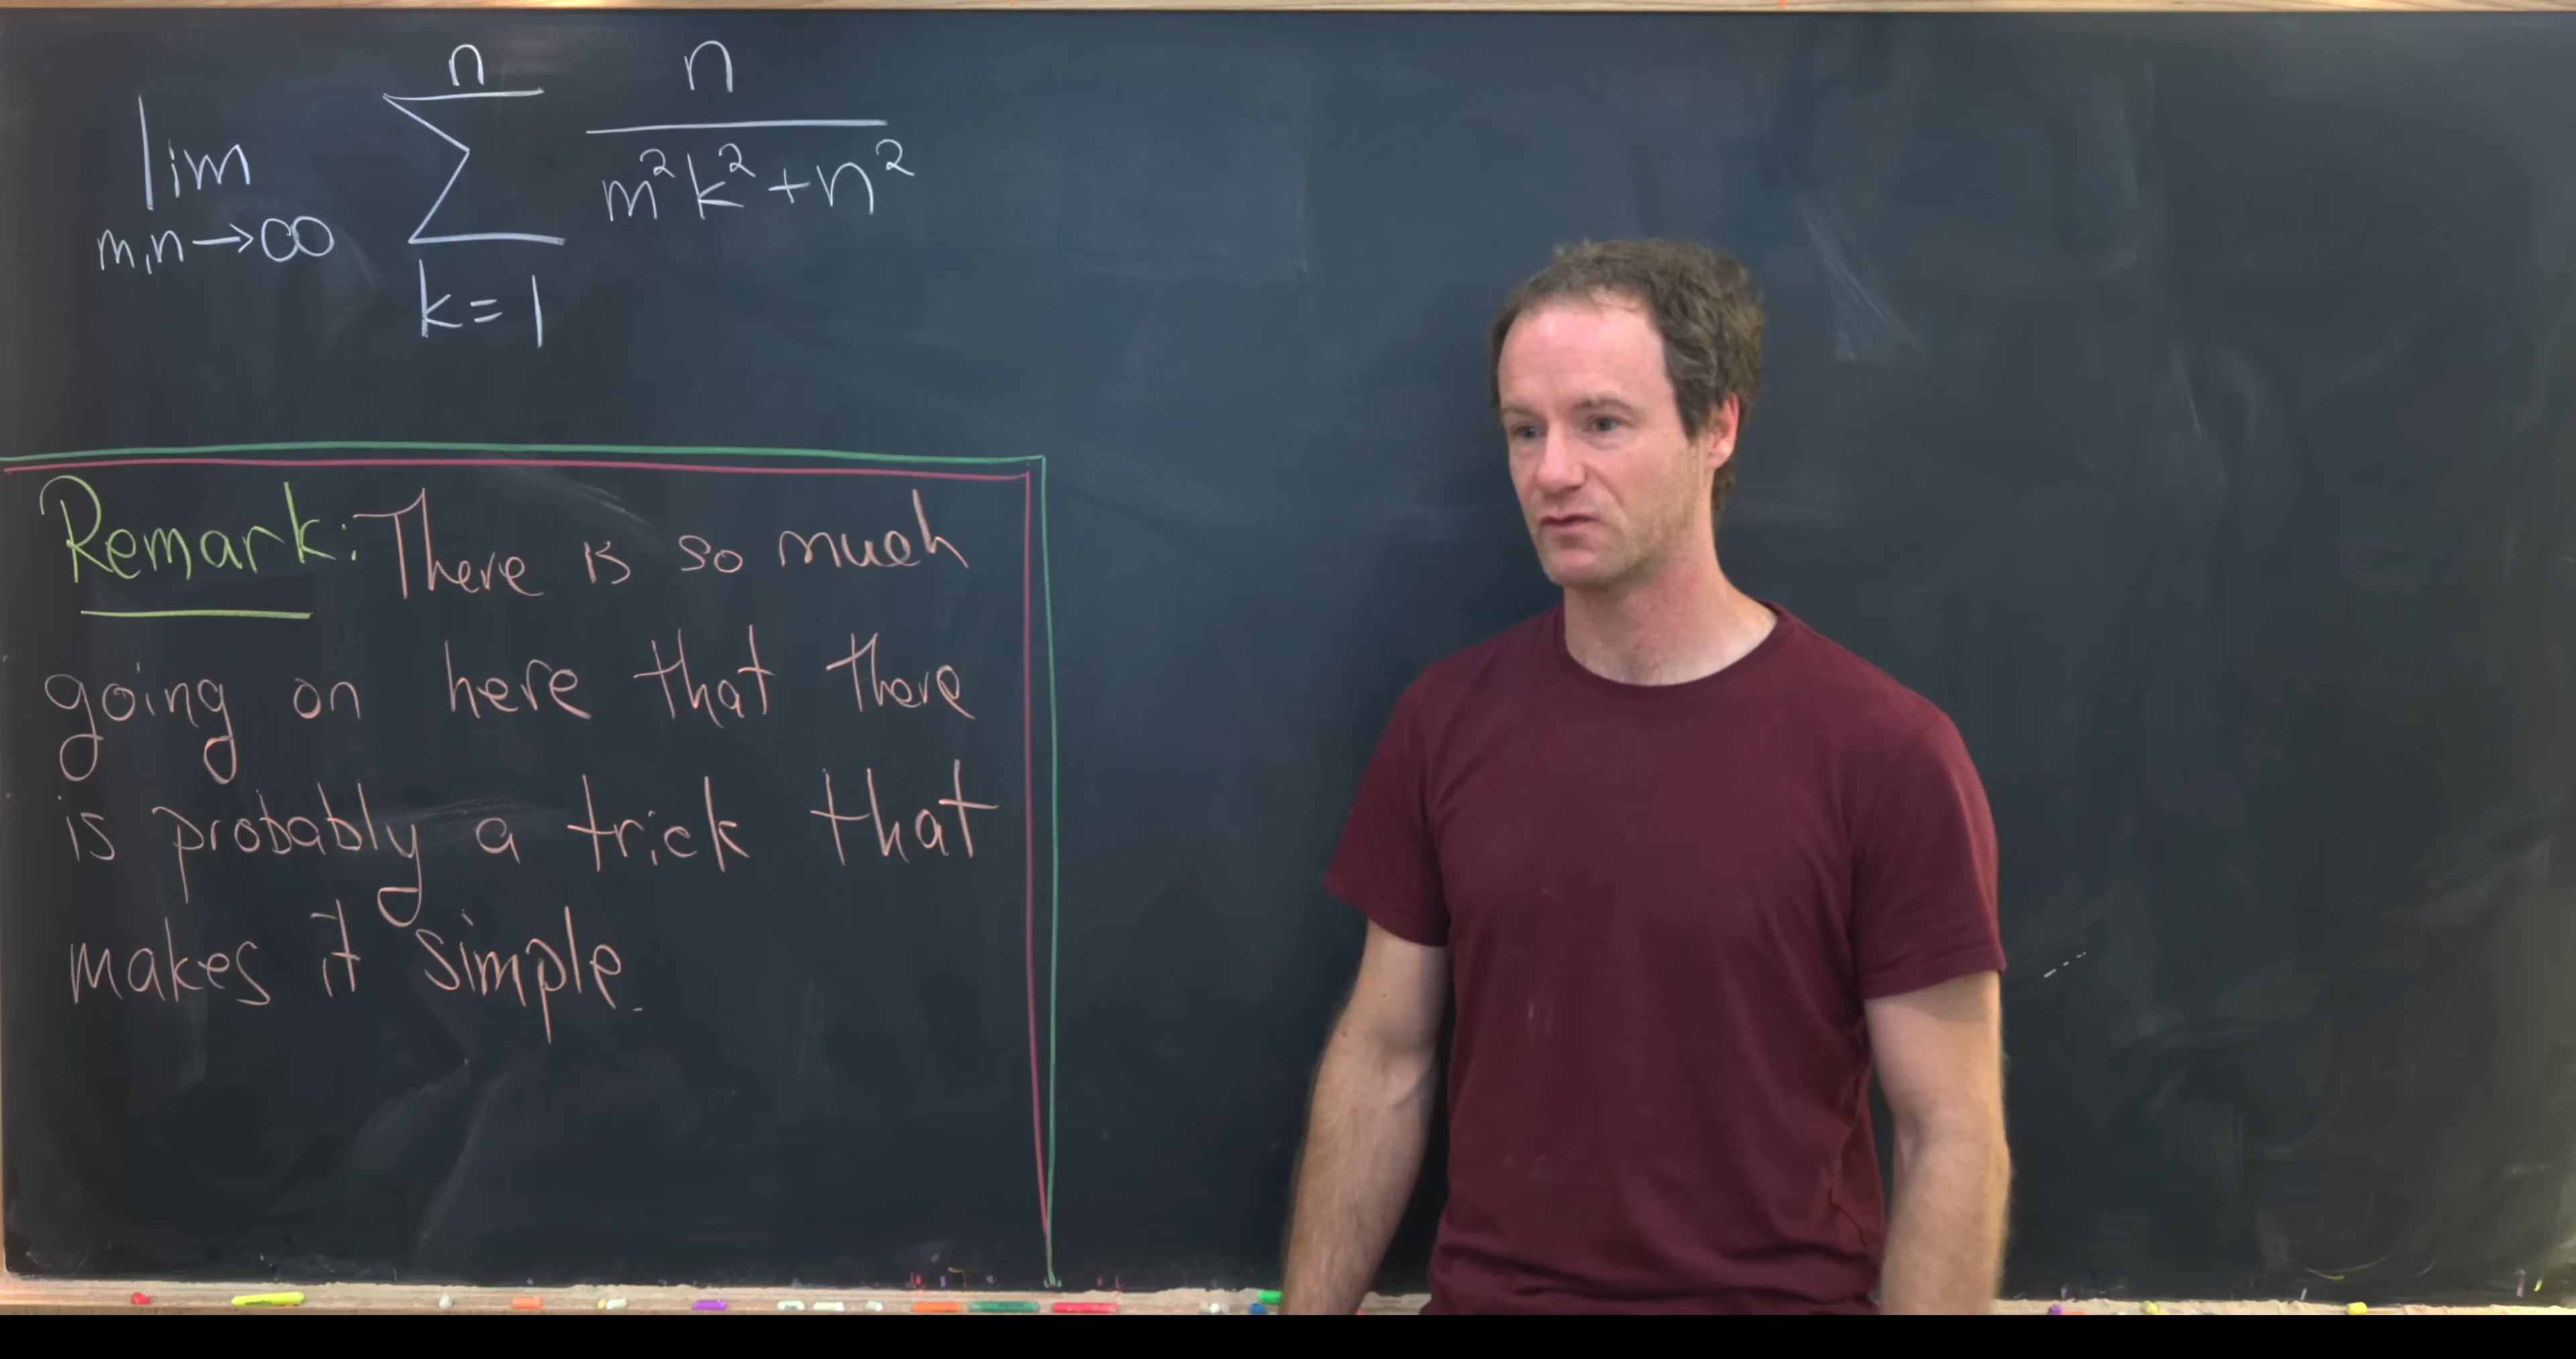 lim m,n→∞ ∑ n k=1 n/(m²k²+n²)
Remark: There is so much
going on here that there
is probably a trick that
makes it simple.